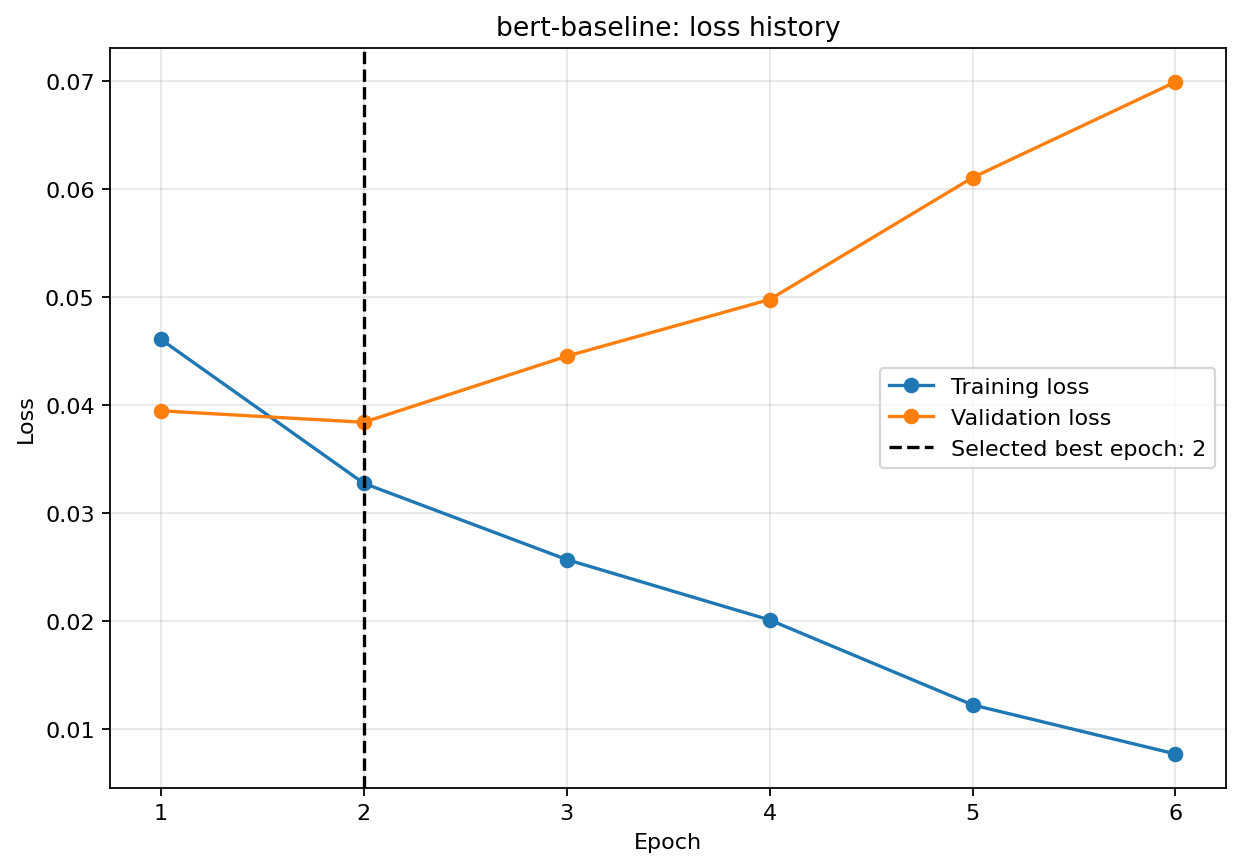 bert-baseline: loss history
0.07
0.06
0.05
0.04
0.03
0.02
0.01
Loss
Training loss
Validation loss
Selected best epoch: 2
1 2 3 4 5 6
Epoch